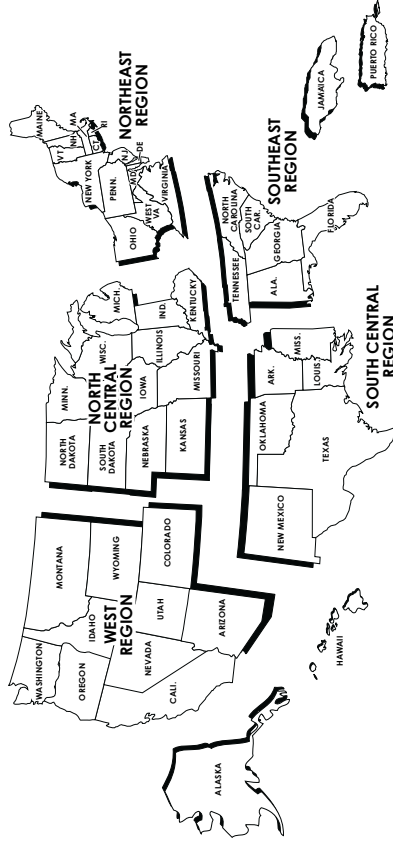 WASHINGTON
OREGON
CALI.
NEVADA
IDAHO
MONTANA
WYOMING
UTAH
COLORADO
ARIZONA
WEST
REGION
ALASKA
HAWAII
NORTH
DAKOTA
SOUTH
DAKOTA
NEBRASKA
KANSAS
MINN.
IOWA
MISSOURI
WISC.
ILLINOIS
MICH.
IND.
KENTUCKY
NORTH
CENTRAL
REGION
NEW MEXICO
TEXAS
OKLAHOMA
ARK.
LOUIS.
MISS.
SOUTH CENTRAL
REGION
TENNESSEE
NORTH
CAROLINA
SOUTH
CAR.
GEORGIA
ALA.
FLORIDA
SOUTHEAST
REGION
JAMAICA
PUERTO RICO
OHIO
WEST
VA
VIRGINIA
PENN.
NEW YORK
VT
NH
MAINE
MA
RI
CT
NJ
DE
MD
NORTHEAST
REGION